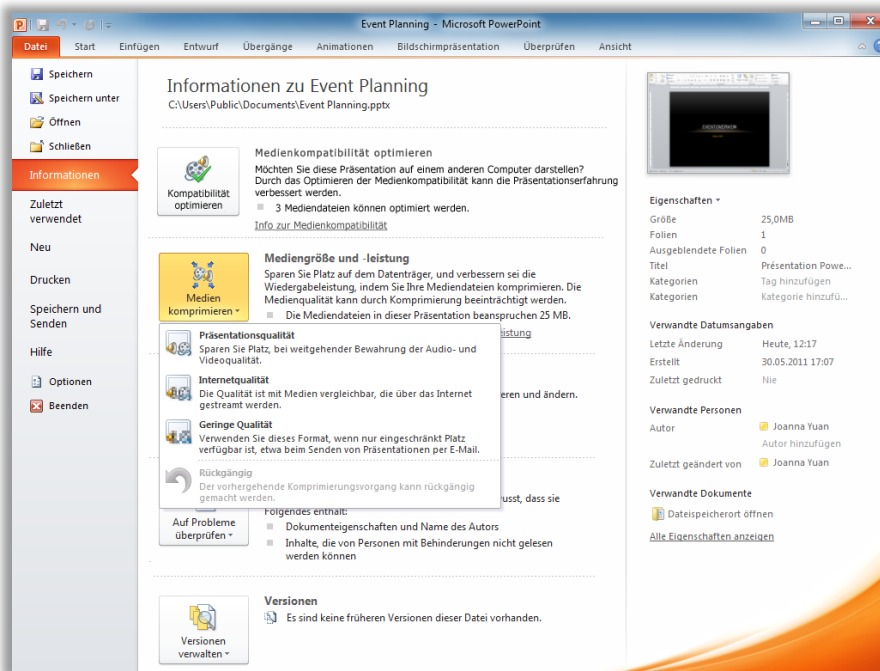 Event Planning - Microsoft PowerPoint
Datei Start Einfügen Entwurf Übergänge Animationen Bildschirmpräsentation Überprüfen Ansicht
Speichern
Speichern unter
Öffnen
Schließen
Informationen
Zuletzt
verwendet
Neu
Drucken
Speichern und
Senden
Hilfe
Optionen
Beenden
Informationen zu Event Planning
C:\Users\Public\Documents\Event Planning.pptx
Kompatibilität
optimieren
Medienkompatibilität optimieren
Möchten Sie diese Präsentation auf einem anderen Computer darstellen?
Durch das Optimieren der Medienkompatibilität kann die Präsentationserfahrung
verbessert werden.
3 Mediendateien können optimiert werden.
Info zur Medienkompatibilität
Medien
komprimieren
Mediengröße und -leistung
Sparen Sie Platz auf dem Datenträger, und verbessern sei die
Wiedergabeleistung, indem Sie Ihre Mediendateien komprimieren. Die
Medienqualität kann durch Komprimierung beeinträchtigt werden.
Die Mediendateien in dieser Präsentation beanspruchen 25 MB.
eistung
Präsentationsqualität
Sparen Sie Platz, bei weitgehender Bewahrung der Audio- und
Videoqualität.
Internetqualität
Die Qualität ist mit Medien vergleichbar, die über das Internet
gestreamt werden.
eren und ändern.
Geringe Qualität
Verwenden Sie dieses Format, wenn nur eingeschränkt Platz
verfügbar ist, etwa beim Senden von Präsentationen per E-Mail.
Rückgängig
Der vorhergehende Komprimierungsvorgang kann rückgängig
gemacht werden.
usst, dass sie
Folgendes enthält:
Auf Probleme
überprüfen
Dokumenteigenschaften und Name des Autors
Inhalte, die von Personen mit Behinderungen nicht gelesen
werden können
Versionen
verwalten
Versionen
Es sind keine früheren Versionen dieser Datei vorhanden.
Eigenschaften
Größe 25,0MB
Folien 1
Ausgeblendete Folien 0
Titel Präsentation Powe...
Kategorien Tag hinzufügen
Kategorien Kategorie hinzufü...
Verwandte Datumsangaben
Letzte Änderung Heute, 12:17
Erstellt 30.05.2011 17:07
Zuletzt gedruckt Nie
Verwandte Personen
Autor Joanna Yuan
Autor hinzufügen
Zuletzt geändert von Joanna Yuan
Verwandte Dokumente
Dateispeicherort öffnen
Alle Eigenschaften anzeigen